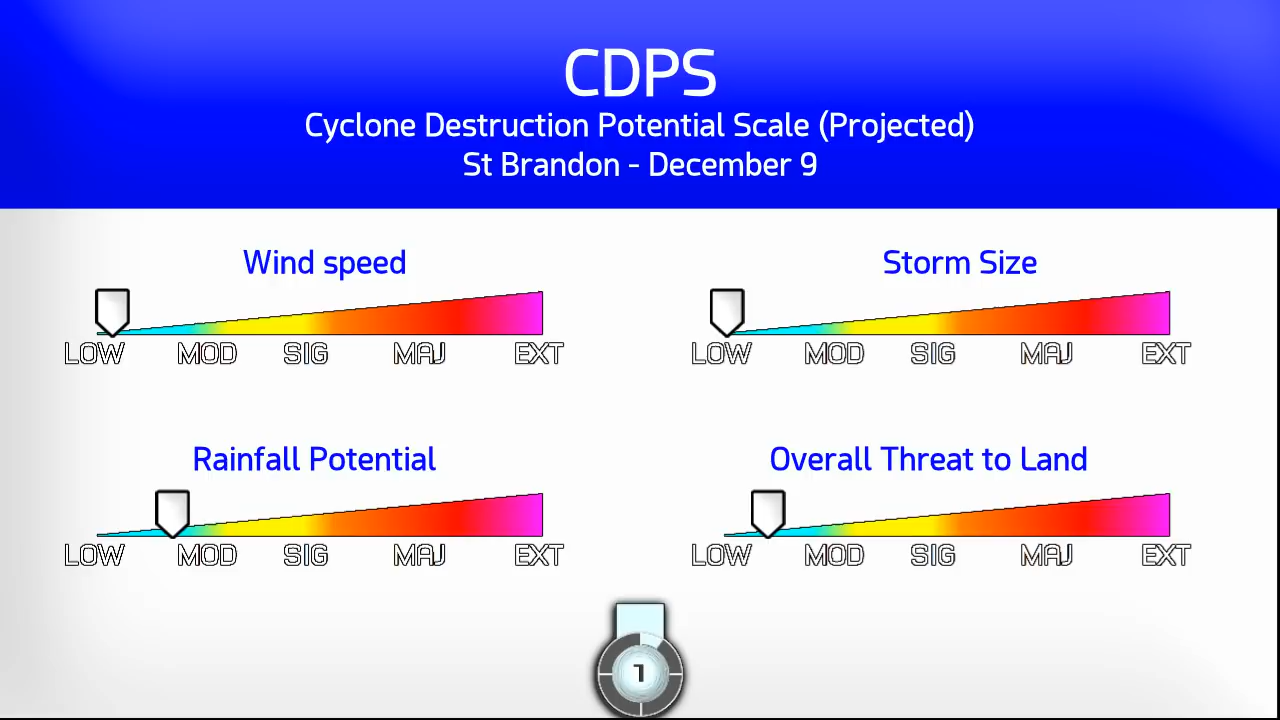 CDPS
Cyclone Destruction Potential Scale (Projected)
St Brandon - December 9
Wind speed
LOW MOD SIG MAJ EXT
Storm Size
LOW MOD SIG MAJ EXT
Rainfall Potential
LOW MOD SIG MAJ EXT
Overall Threat to Land
LOW MOD SIG MAJ EXT
1